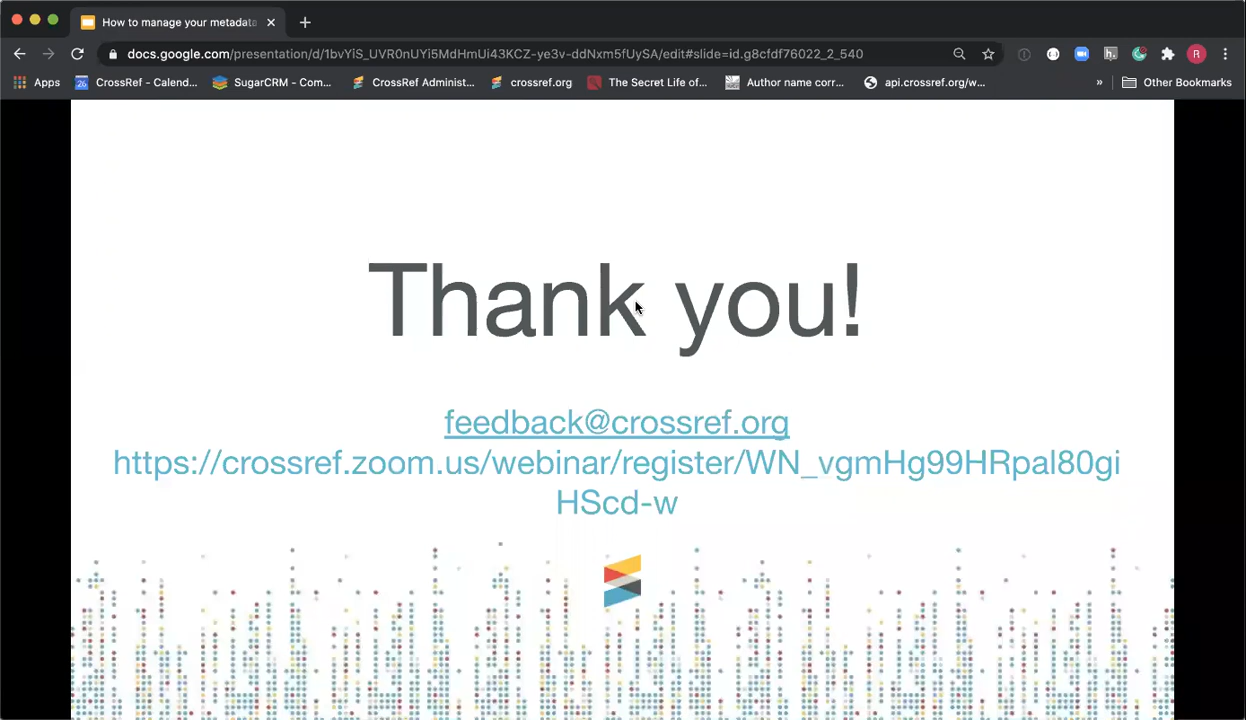 How to manage your metadata
docs.google.com/presentation/d/1bvYiS_UVR0nUYi5MdHmUi43KCZ-ye3v-ddNxm5fUySA/edit#slide=id.g8cfdf76022_2_540
R
Apps
26
CrossRef - Calend...
SugarCRM - Com...
CrossRef Administ...
crossref.org
The Secret Life of...
Author name corr...
api.crossref.org/w...
»
Other Bookmarks
Thank you!
feedback@crossref.org
https://crossref.zoom.us/webinar/register/WN_vgmHg99HRpal80gi
HScd-w